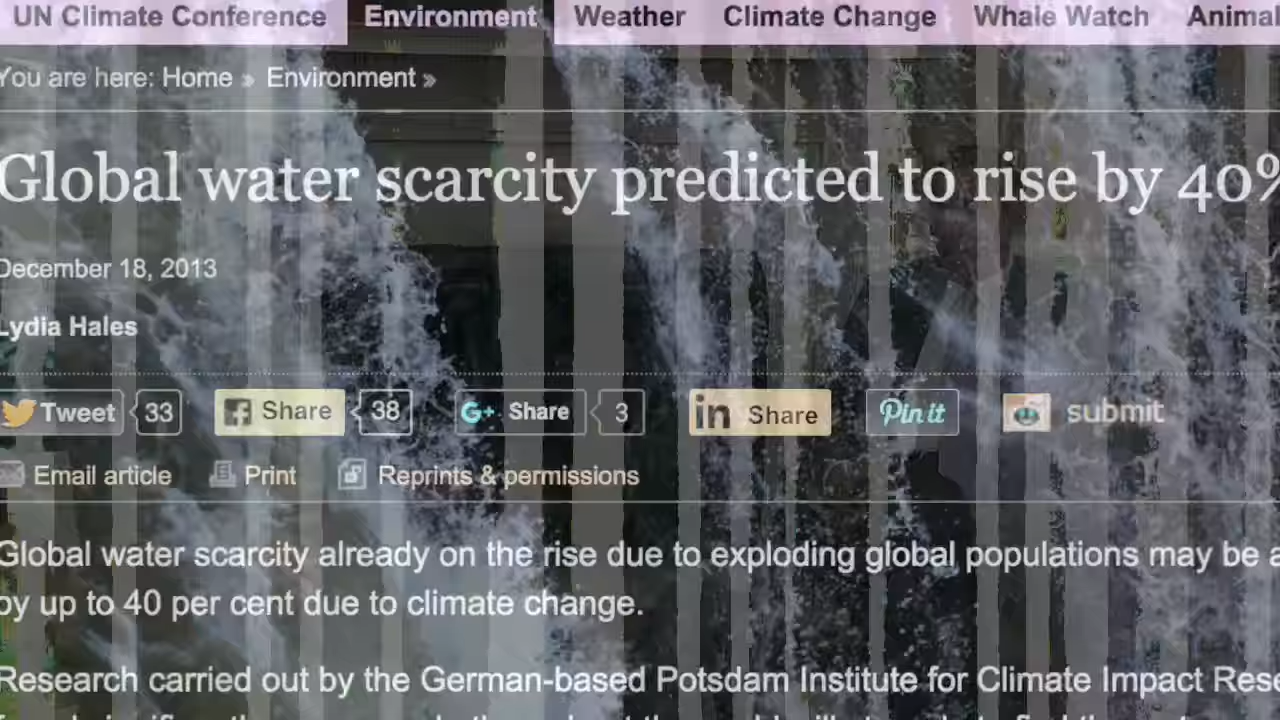 UN Climate Conference Environment Weather Climate Change Whale Watch Animal
You are here: Home » Environment »
Global water scarcity predicted to rise by 40%
December 18, 2013
Lydia Hales
Tweet 33 Share 38 G+ Share 3 in Share Pin it submit
Email article Print Reprints & permissions
Global water scarcity already on the rise due to exploding global populations may be a
by up to 40 per cent due to climate change.
Research carried out by the German-based Potsdam Institute for Climate Impact Rese